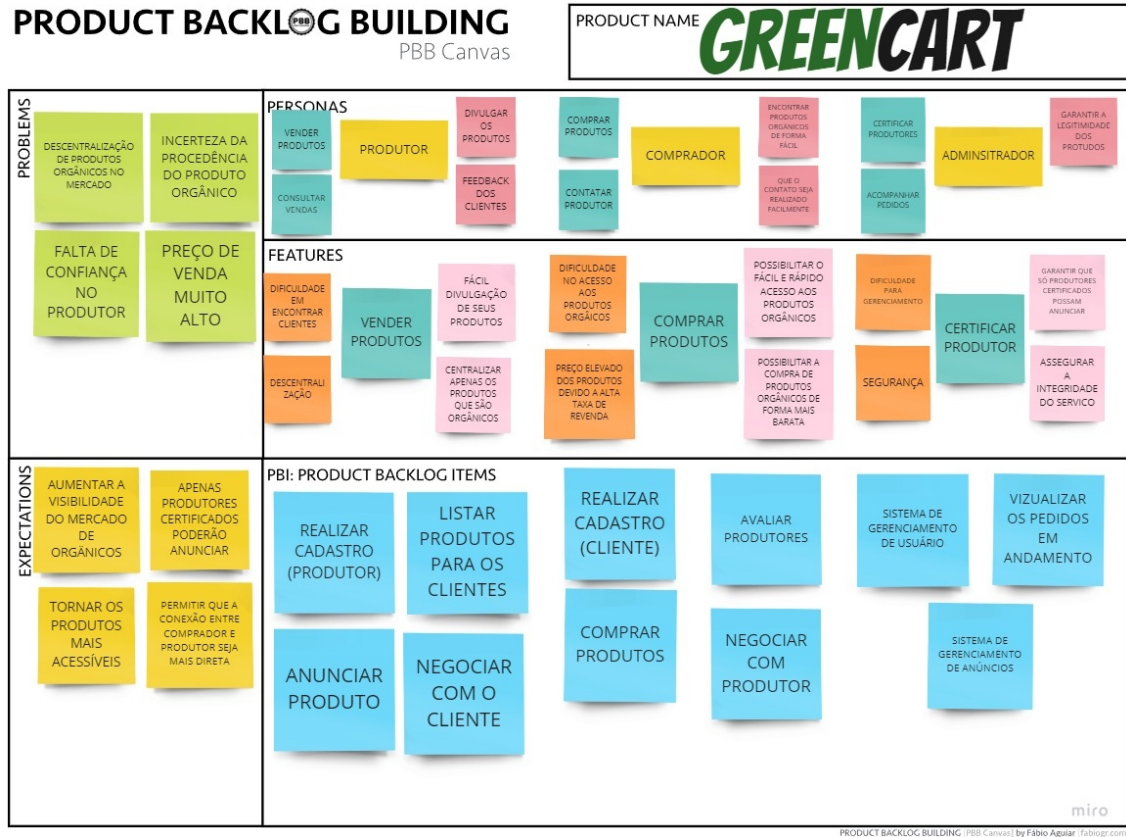 PRODUCT BACKLOG BUILDING
PBB
PBB Canvas
PRODUCT NAME
GREENCART
PROBLEMS
DESCENTRALIZAÇÃO
DE PRODUTOS
ORGÂNICOS NO
MERCADO
INCERTEZA DA
PROCEDÊNCIA
DO PRODUTO
ORGÂNICO
FALTA DE
CONFIANÇA
NO
PRODUTOR
PREÇO DE
VENDA
MUITO
ALTO
PERSONAS
VENDER
PRODUTOS
CONSULTAR
VENDAS
PRODUTOR
DIVULGAR
OS
PRODUTOS
FEEDBACK
DOS
CLIENTES
COMPRAR
PRODUTOS
CONTATAR
PRODUTOR
COMPRADOR
ENCONTRAR
PRODUTOS
ORGÂNICOS
DE FORMA
FÁCIL
QUE O
CONTATO SEJA
REALIZADO
FACILMENTE
CERTIFICAR
PRODUTORES
ACOMPANHAR
PEDIDOS
ADMINSITRADOR
GARANTIR A
LEGITIMIDADE
DOS
PROTUDOS
FEATURES
DIFICULDADE
EM
ENCONTRAR
CLIENTES
DESCENTRALI
ZAÇÃO
VENDER
PRODUTOS
FÁCIL
DIVULGAÇÃO
DE SEUS
PRODUTOS
CENTRALIZAR
APENAS OS
PRODUTOS
QUE SÃO
ORGÂNICOS
DIFICULDADE
NO ACESSO
AOS
PRODUTOS
ORGÂICOS
PREÇO ELEVADO
DOS PRODUTOS
DEVIDO A ALTA
TAXA DE
REVENDA
COMPRAR
PRODUTOS
POSSIBILITAR O
FÁCIL E RÁPIDO
ACESSO AOS
PRODUTOS
ORGÂNICOS
POSSIBILITAR A
COMPRA DE
PRODUTOS
ORGÂNICOS DE
FORMA MAIS
BARATA
DIFICULDADE
PARA
GERENCIAMENTO
SEGURANÇA
CERTIFICAR
PRODUTOR
GARANTIR QUE
SÓ PRODUTORES
CERTIFICADOS
POSSAM
ANUNCIAR
ASSEGURAR
A
INTEGRIDADE
DO SERVICO
EXPECTATIONS
AUMENTAR A
VISIBILIDADE
DO MERCADO
DE
ORGÂNICOS
APENAS
PRODUTORES
CERTIFICADOS
PODERÃO
ANUNCIAR
TORNAR OS
PRODUTOS
MAIS
ACESSÍVEIS
PERMITIR QUE A
CONEXÃO ENTRE
COMPRADOR E
PRODUTOR SEJA
MAIS DIRETA
PBI: PRODUCT BACKLOG ITEMS
REALIZAR
CADASTRO
(PRODUTOR)
LISTAR
PRODUTOS
PARA OS
CLIENTES
ANUNCIAR
PRODUTO
NEGOCIAR
COM O
CLIENTE
REALIZAR
CADASTRO
(CLIENTE)
AVALIAR
PRODUTORES
COMPRAR
PRODUTOS
NEGOCIAR
COM
PRODUTOR
SISTEMA DE
GERENCIAMENTO
DE USUÁRIO
VIZUALIZAR
OS PEDIDOS
EM
ANDAMENTO
SISTEMA DE
GERENCIAMENTO
DE ANÚNCIOS
miro
PRODUCT BACKLOG BUILDING [PBB Canvas] by Fábio Aguiar [fabiogr.com